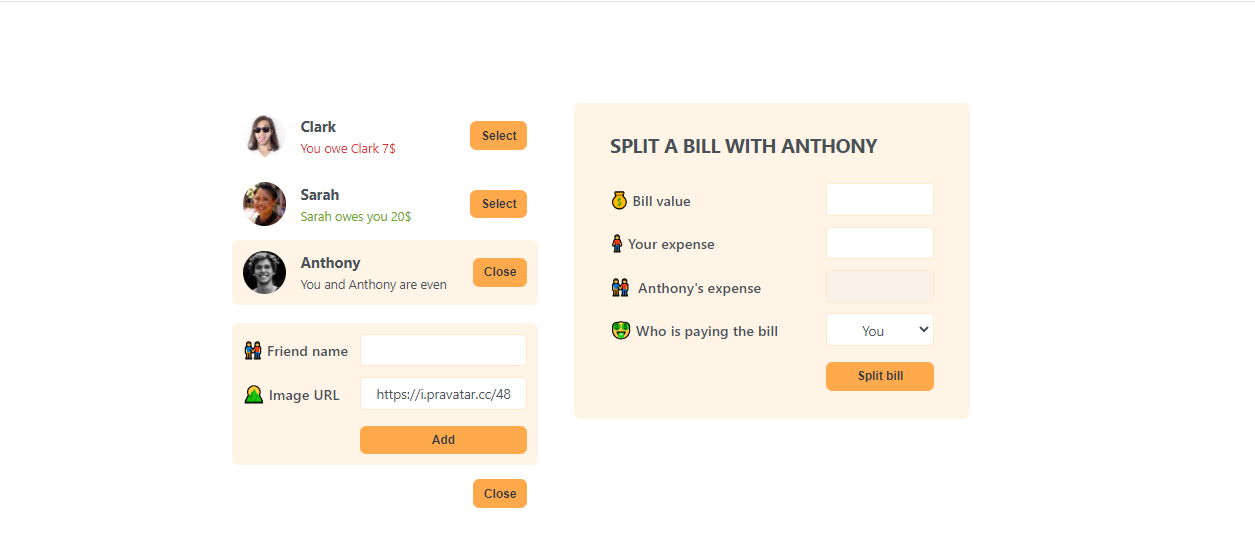 Clark
You owe Clark 7$
Select
Sarah
Sarah owes you 20$
Select
Anthony
You and Anthony are even
Close
Friend name
Image URL
https://i.pravatar.cc/48
Add
Close
SPLIT A BILL WITH ANTHONY
Bill value
Your expense
Anthony's expense
Who is paying the bill
You
Split bill